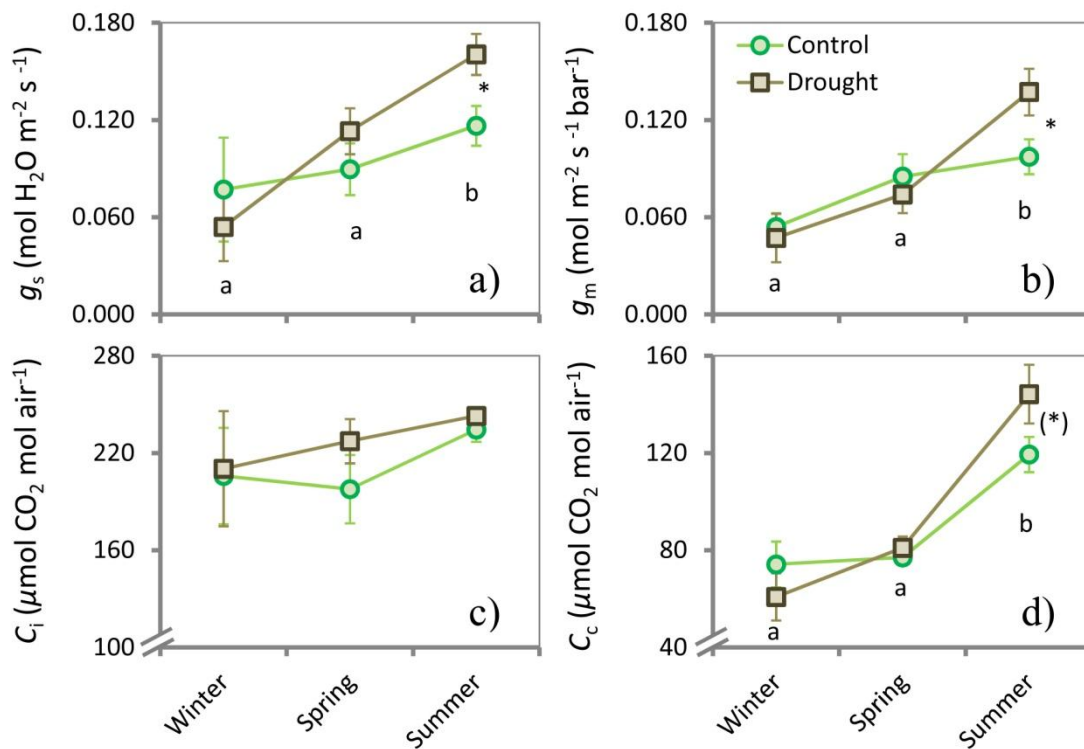 0.180
0.120
0.060
0.000
gs (mol H2O m-2 s -1)
*
b
a
a
a)
0.180
0.120
0.060
0.000
gm (mol m-2 s -1 bar-1)
Control
Drought
*
b
a
a
b)
280
220
160
100
Ci (μmol CO2 mol air-1)
c)
Winter
Spring
Summer
160
120
80
40
Cc (μmol CO2 mol air-1)
(*)
b
a
a
d)
Winter
Spring
Summer